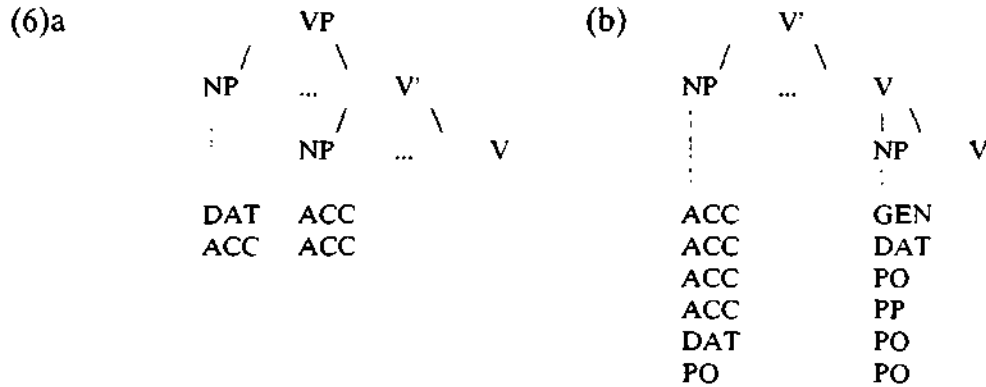 (6)a VP (b) V'
NP ... V' NP ... V
NP ... V NP V
DAT ACC ACC GEN
ACC ACC ACC DAT
ACC PO
ACC PP
DAT PO
PO PO